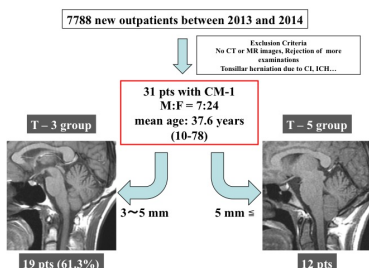 7788 new outpatients between 2013 and 2014
Exclusion Criteria
No CT or MR images, Rejection of more
examinations
Tonsillar herniation due to CI, ICH…
31 pts with CM-1
M:F = 7:24
mean age: 37.6 years
(10-78)
T – 3 group
T – 5 group
3～5 mm
5 mm ≦
19 pts (61.3%)
12 pts